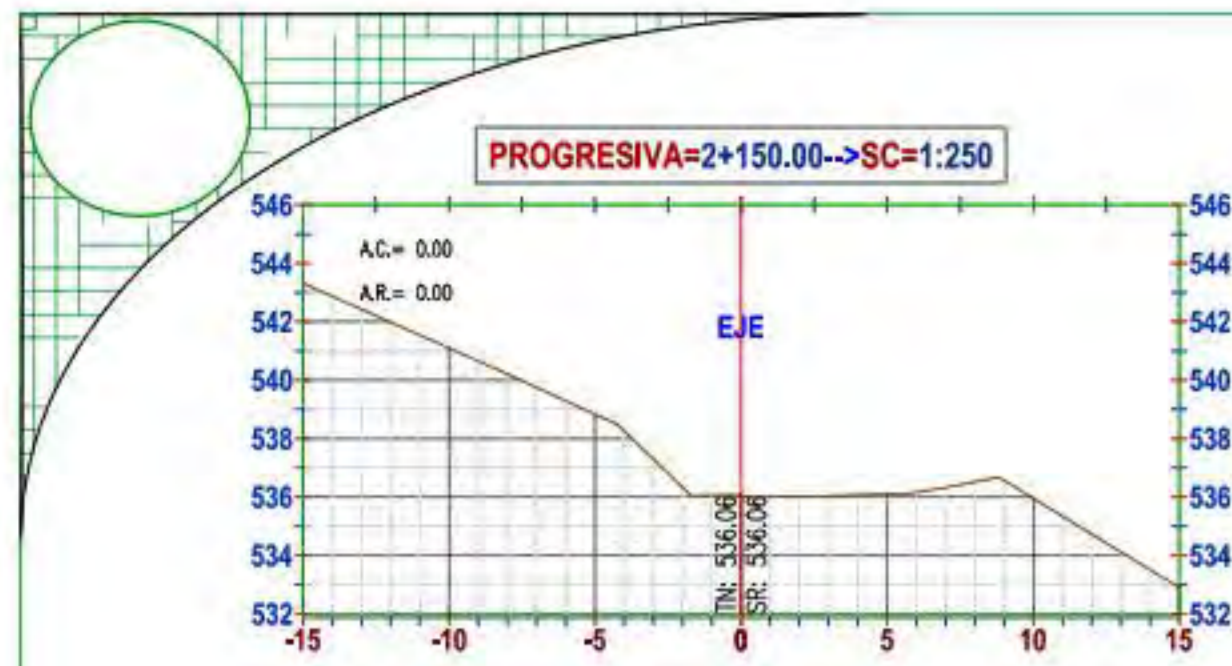 PROGRESIVA=2+150.00-->SC=1:250
546 546
A.C.= 0.00
544 544
A.R.= 0.00
542 EJE 542
540 540
538 538
536 536
TN: 536.06
SR: 536.06
534 534
532 532
-15 -10 -5 0 5 10 15